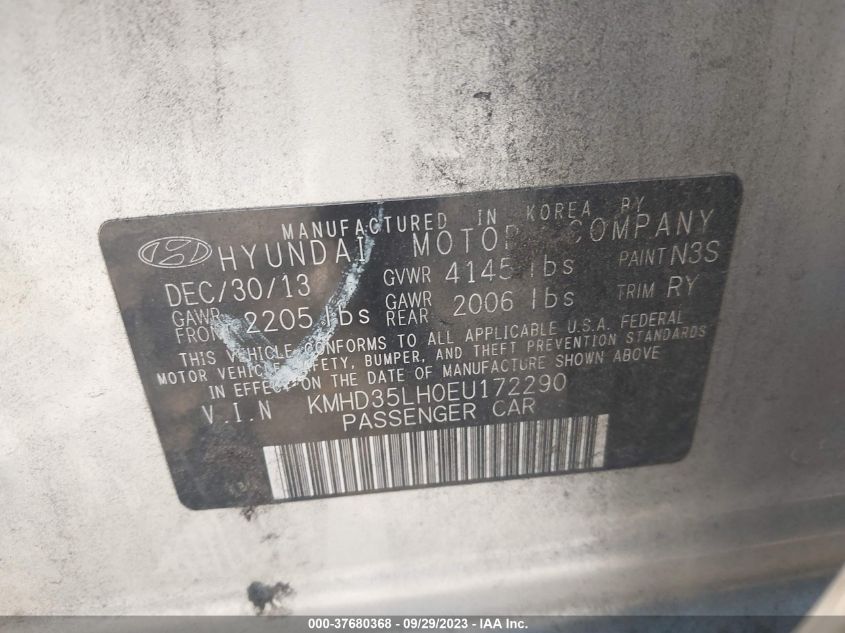 MANUFACTURED IN KOREA BY
HYUNDAI MOTOR COMPANY
DEC/30/13 GVWR 4145 lbs PAINT N3S
GAWR FRONT 2205 lbs GAWR REAR 2006 lbs TRIM RY
THIS VEHICLE CONFORMS TO ALL APPLICABLE U.S.A. FEDERAL
MOTOR VEHICLE SAFETY, BUMPER, AND THEFT PREVENTION STANDARDS
IN EFFECT ON THE DATE OF MANUFACTURE SHOWN ABOVE
V.I.N KMHD35LH0EU172290
PASSENGER CAR
000-37680368 - 09/29/2023 - IAA Inc.